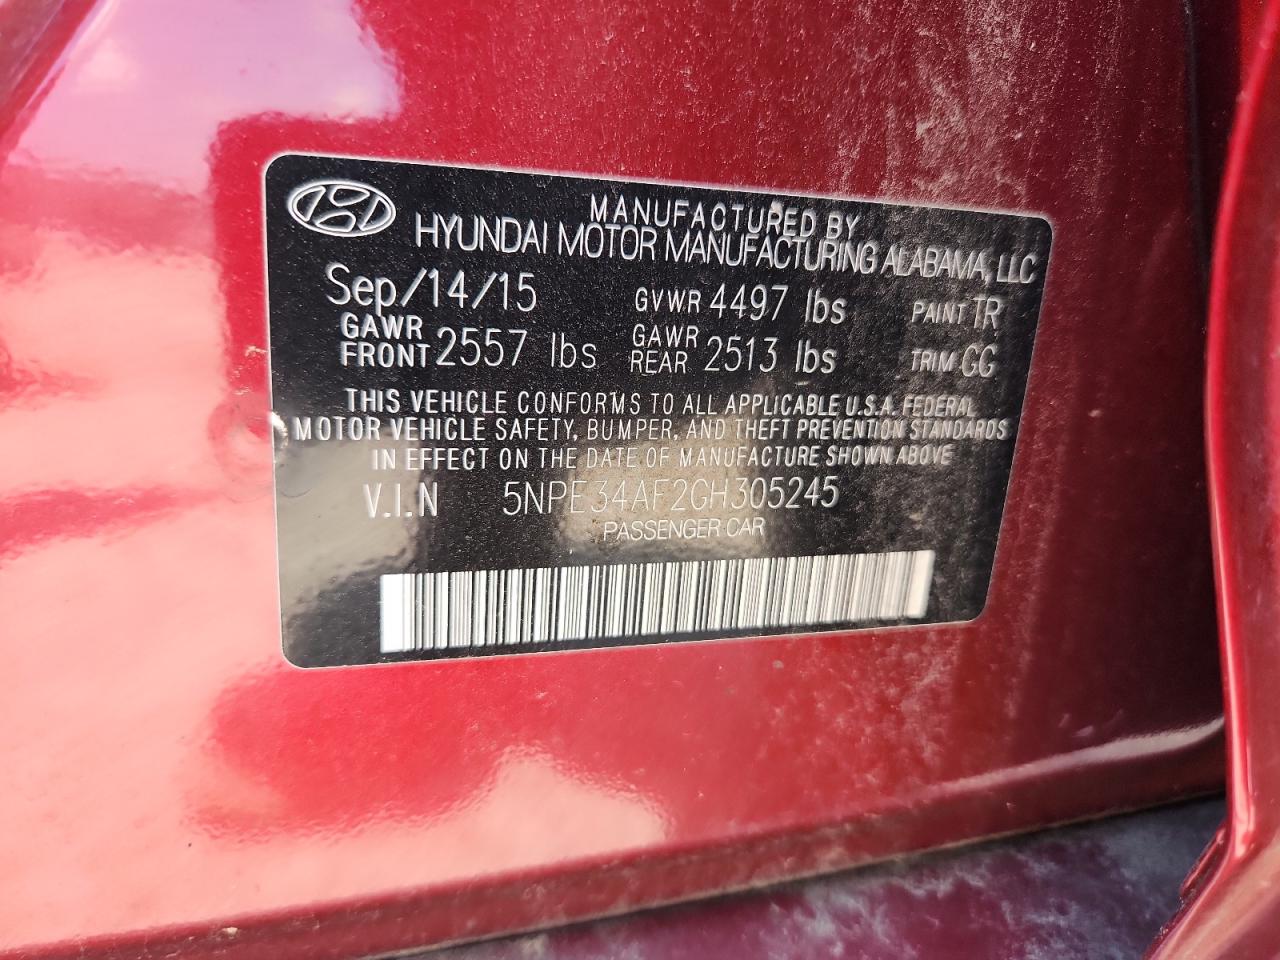 MANUFACTURED BY
HYUNDAI MOTOR MANUFACTURING ALABAMA, LLC
Sep/14/15 GVWR 4497 lbs PAINT TR
GAWR FRONT 2557 lbs GAWR REAR 2513 lbs TRIM GG
THIS VEHICLE CONFORMS TO ALL APPLICABLE U.S.A. FEDERAL
MOTOR VEHICLE SAFETY, BUMPER, AND THEFT PREVENTION STANDARDS
IN EFFECT ON THE DATE OF MANUFACTURE SHOWN ABOVE
V.I.N 5NPE34AF2GH305245
PASSENGER CAR